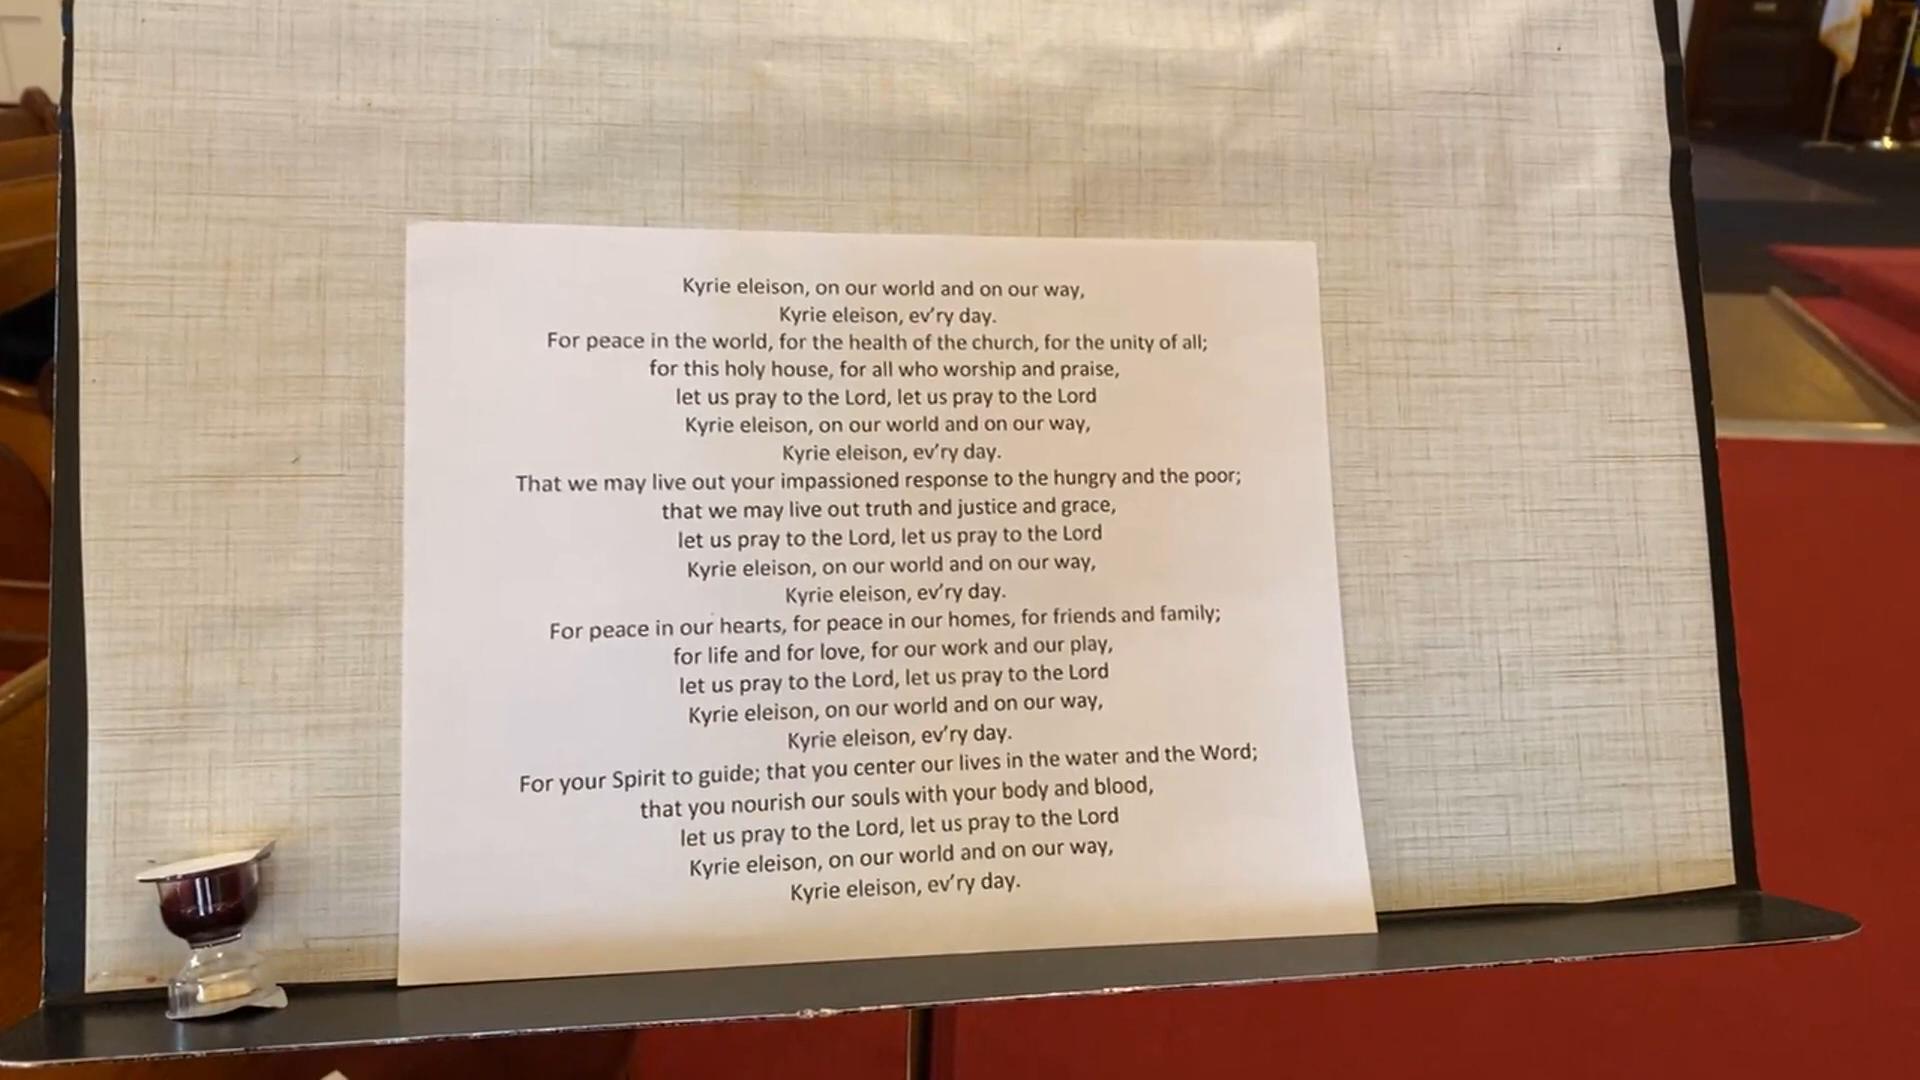 Kyrie eleison, on our world and on our way,
Kyrie eleison, ev’ry day.
For peace in the world, for the health of the church, for the unity of all;
for this holy house, for all who worship and praise,
let us pray to the Lord, let us pray to the Lord
Kyrie eleison, on our world and on our way,
Kyrie eleison, ev’ry day.
That we may live out your impassioned response to the hungry and the poor;
that we may live out truth and justice and grace,
let us pray to the Lord, let us pray to the Lord
Kyrie eleison, on our world and on our way,
Kyrie eleison, ev’ry day.
For peace in our hearts, for peace in our homes, for friends and family;
for life and for love, for our work and our play,
let us pray to the Lord, let us pray to the Lord
Kyrie eleison, on our world and on our way,
Kyrie eleison, ev’ry day.
For your Spirit to guide; that you center our lives in the water and the Word;
that you nourish our souls with your body and blood,
let us pray to the Lord, let us pray to the Lord
Kyrie eleison, on our world and on our way,
Kyrie eleison, ev’ry day.